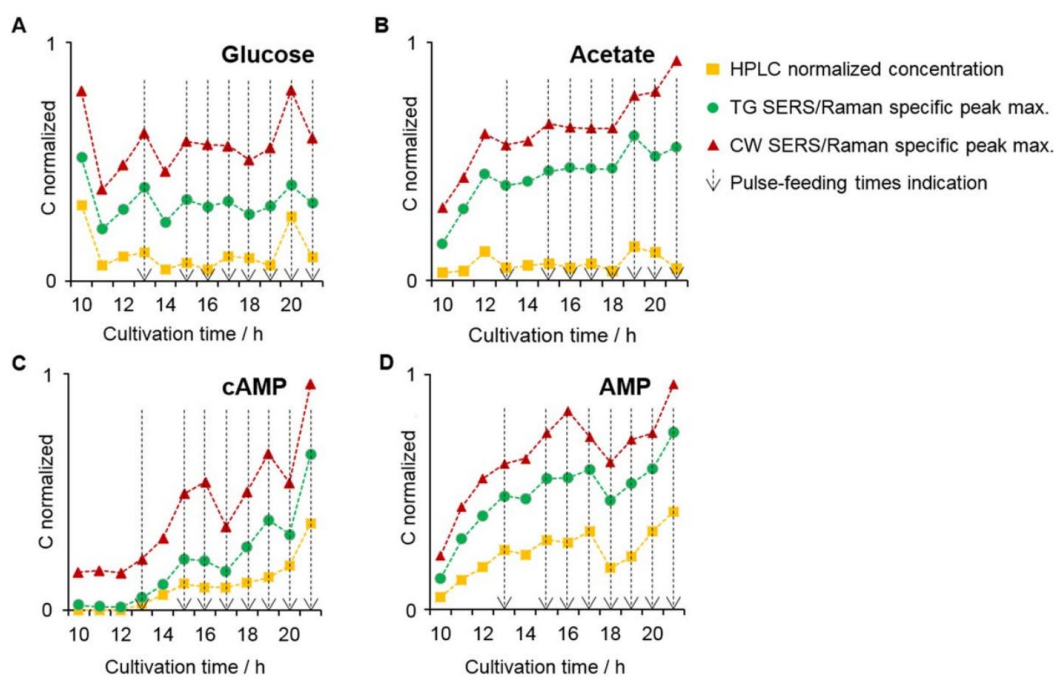 A
Glucose
1
C normalized
0
10 12 14 16 18 20
Cultivation time / h
B
Acetate
1
C normalized
0
10 12 14 16 18 20
Cultivation time / h
HPLC normalized concentration
TG SERS/Raman specific peak max.
CW SERS/Raman specific peak max.
Pulse-feeding times indication
C
cAMP
1
C normalized
0
10 12 14 16 18 20
Cultivation time / h
D
AMP
1
C normalized
0
10 12 14 16 18 20
Cultivation time / h